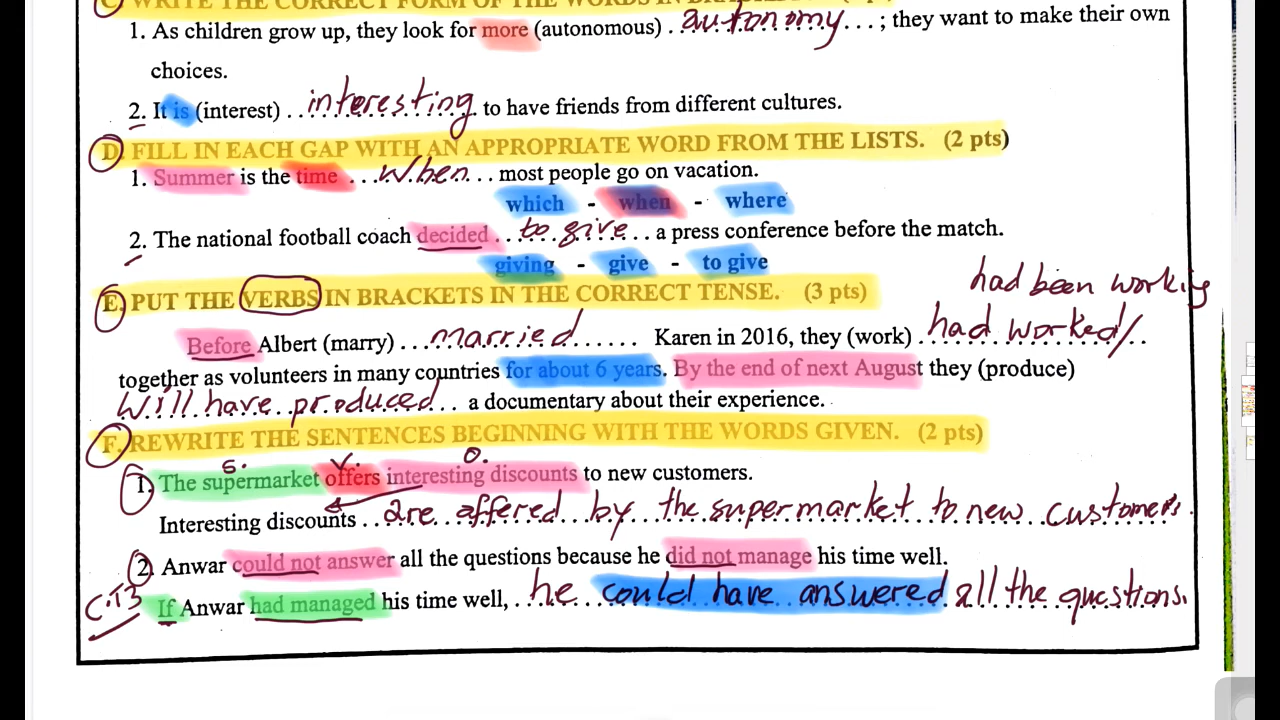 C. WRITE THE CORRECT FORM OF THE WORDS IN
1. As children grow up, they look for more (autonomous) ..autonomy...; they want to make their own
choices.
2. It is (interest) ..interesting. to have friends from different cultures.
D. FILL IN EACH GAP WITH AN APPROPRIATE WORD FROM THE LISTS. (2 pts)
1. Summer is the time ...when... most people go on vacation.
which - when - where
2. The national football coach decided ...to give... a press conference before the match.
giving - give - to give
had been working
E. PUT THE VERBS IN BRACKETS IN THE CORRECT TENSE. (3 pts)
Before Albert (marry) ...married...... Karen in 2016, they (work) .had worked/..
together as volunteers in many countries for about 6 years. By the end of next August they (produce)
will have produced... a documentary about their experience.
F. REWRITE THE SENTENCES BEGINNING WITH THE WORDS GIVEN. (2 pts)
S. V. O.
1. The supermarket offers interesting discounts to new customers.
Interesting discounts ...are offered by the supermarket to new customers.
2. Anwar could not answer all the questions because he did not manage his time well.
C.T3 If Anwar had managed his time well, ..he could have answered all the questions.